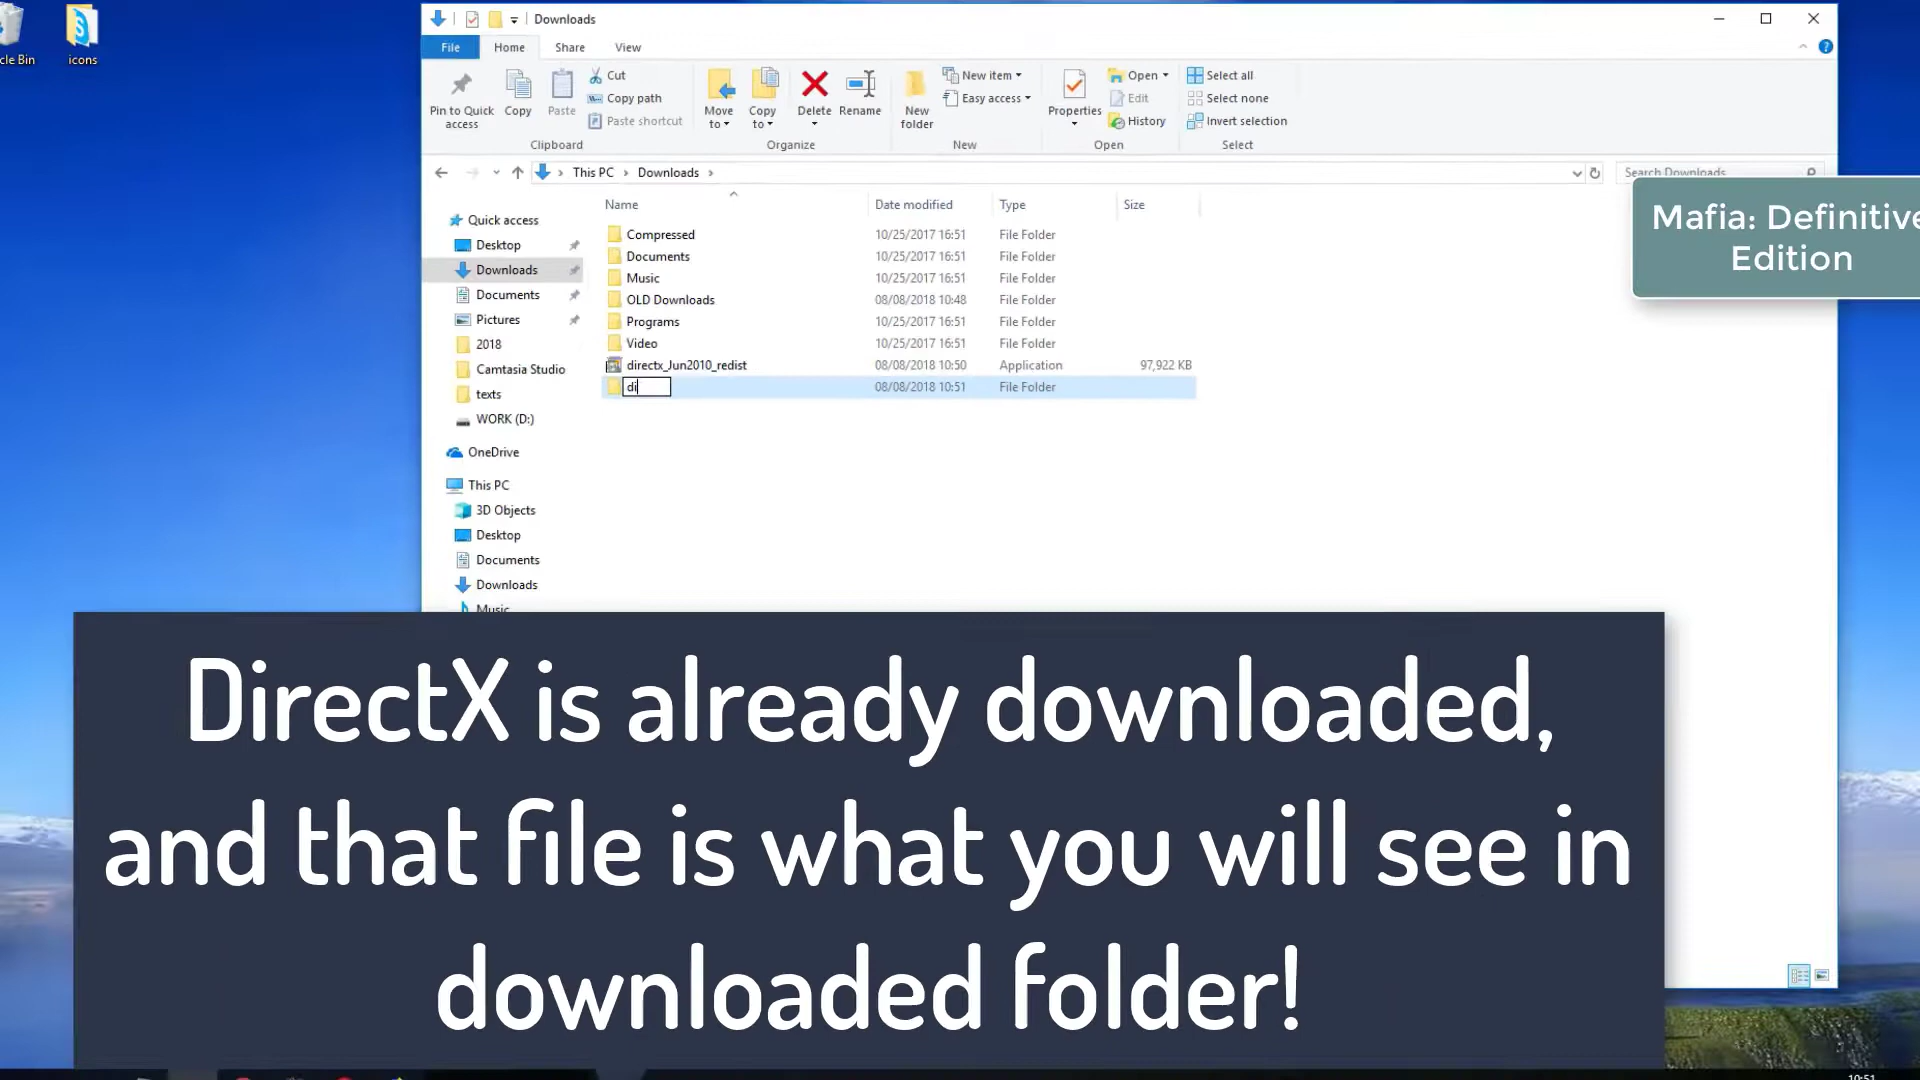 Downloads
cle Bin
icons
File Home Share View
Pin to Quick access
Copy
Paste
Cut
Copy path
Paste shortcut
Move to
Copy to
Delete
Rename
New folder
New item
Easy access
Properties
Open
Edit
History
Select all
Select none
Invert selection
Clipboard Organize New Open Select
This PC Downloads
Search Downloads
Name Date modified Type Size
Quick access
Desktop
Downloads
Documents
Pictures
2018
Camtasia Studio
texts
WORK (D:)
OneDrive
This PC
3D Objects
Desktop
Documents
Downloads
Music
Compressed 10/25/2017 16:51 File Folder
Documents 10/25/2017 16:51 File Folder
Music 10/25/2017 16:51 File Folder
OLD Downloads 08/08/2018 10:48 File Folder
Programs 10/25/2017 16:51 File Folder
Video 10/25/2017 16:51 File Folder
directx_Jun2010_redist 08/08/2018 10:50 Application 97,922 KB
di 08/08/2018 10:51 File Folder
Mafia: Definitive
Edition
DirectX is already downloaded,
and that file is what you will see in
downloaded folder!
10:51